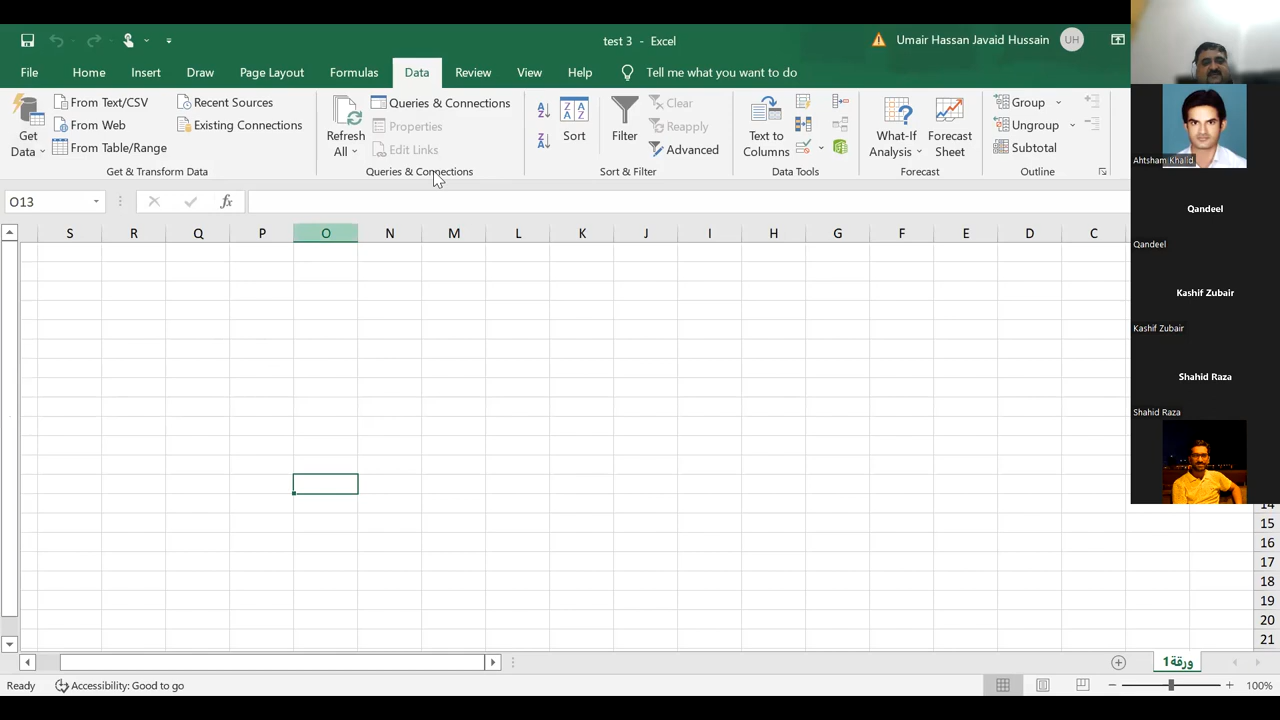 test 3 - Excel
Umair Hassan Javaid Hussain
UH
File
Home
Insert
Draw
Page Layout
Formulas
Data
Review
View
Help
Tell me what you want to do
Get
Data
From Text/CSV
From Web
From Table/Range
Recent Sources
Existing Connections
Get & Transform Data
Refresh
All
Queries & Connections
Properties
Edit Links
Queries & Connections
Sort
Filter
Clear
Reapply
Advanced
Sort & Filter
Text to
Columns
Data Tools
What-If
Analysis
Forecast
Sheet
Forecast
Group
Ungroup
Subtotal
Outline
O13
fx
S R Q P O N M L K J I H G F E D C
Ahtsham Khalid
Qandeel
Qandeel
Kashif Zubair
Kashif Zubair
Shahid Raza
Shahid Raza
14
15
16
17
18
19
20
21
ورقة1
Ready
Accessibility: Good to go
100%